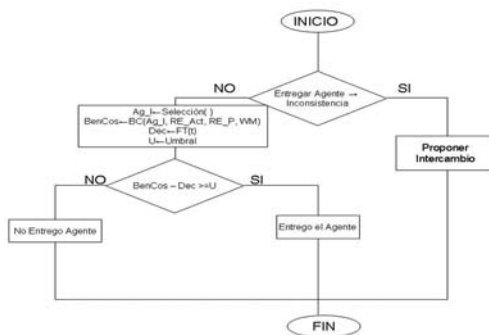 INICIO
NO
SI
Entregar Agente →
Inconsistencia
Ag_I←Selección( )
BenCos←BC(Ag_I, RE_Act, RE_P, WM)
Dec←FT(t)
U←Umbral
Proponer
Intercambio
NO
SI
BenCos – Dec >=U
No Entrego Agente
Entrego el Agente
FIN